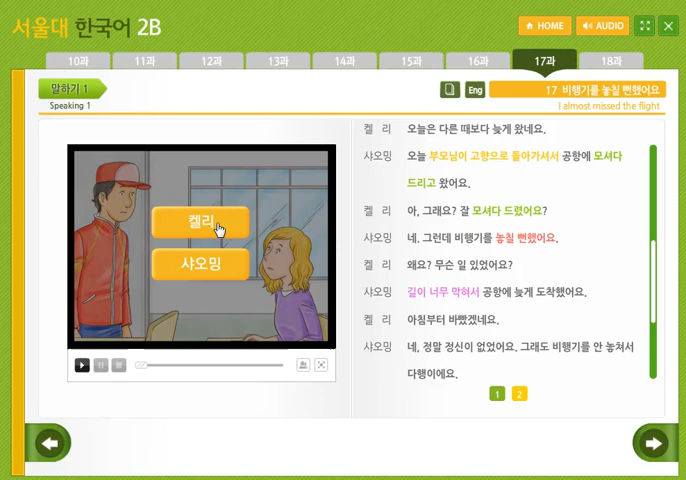 서울대 한국어 2B
HOME
AUDIO
10과 11과 12과 13과 14과 15과 16과 17과 18과
말하기 1
Speaking 1
Eng
17 비행기를 놓칠 뻔했어요
I almost missed the flight
켈리
샤오밍
켈 리 오늘은 다른 때보다 늦게 왔네요.
샤오밍 오늘 부모님이 고향으로 돌아가셔서 공항에 모셔다
드리고 왔어요.
켈 리 아, 그래요? 잘 모셔다 드렸어요?
샤오밍 네. 그런데 비행기를 놓칠 뻔했어요.
켈 리 왜요? 무슨 일 있었어요?
샤오밍 길이 너무 막혀서 공항에 늦게 도착했어요.
켈 리 아침부터 바빴겠네요.
샤오밍 네, 정말 정신이 없었어요. 그래도 비행기를 안 놓쳐서
다행이에요.
1 2